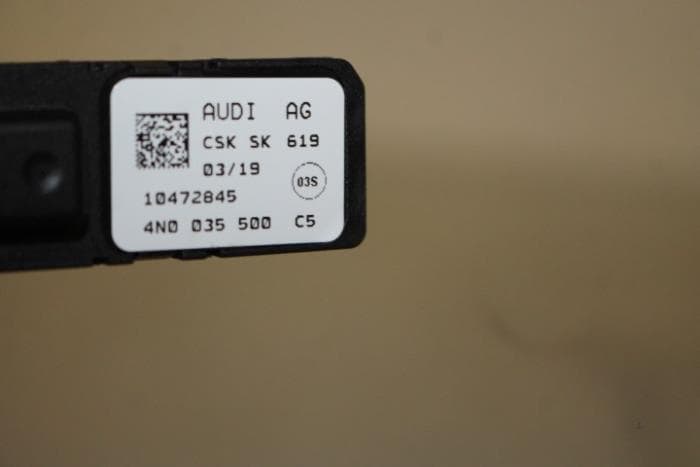 AUDI AG
CSK SK 619
03/19
03S
10472845
4N0 035 500 C5